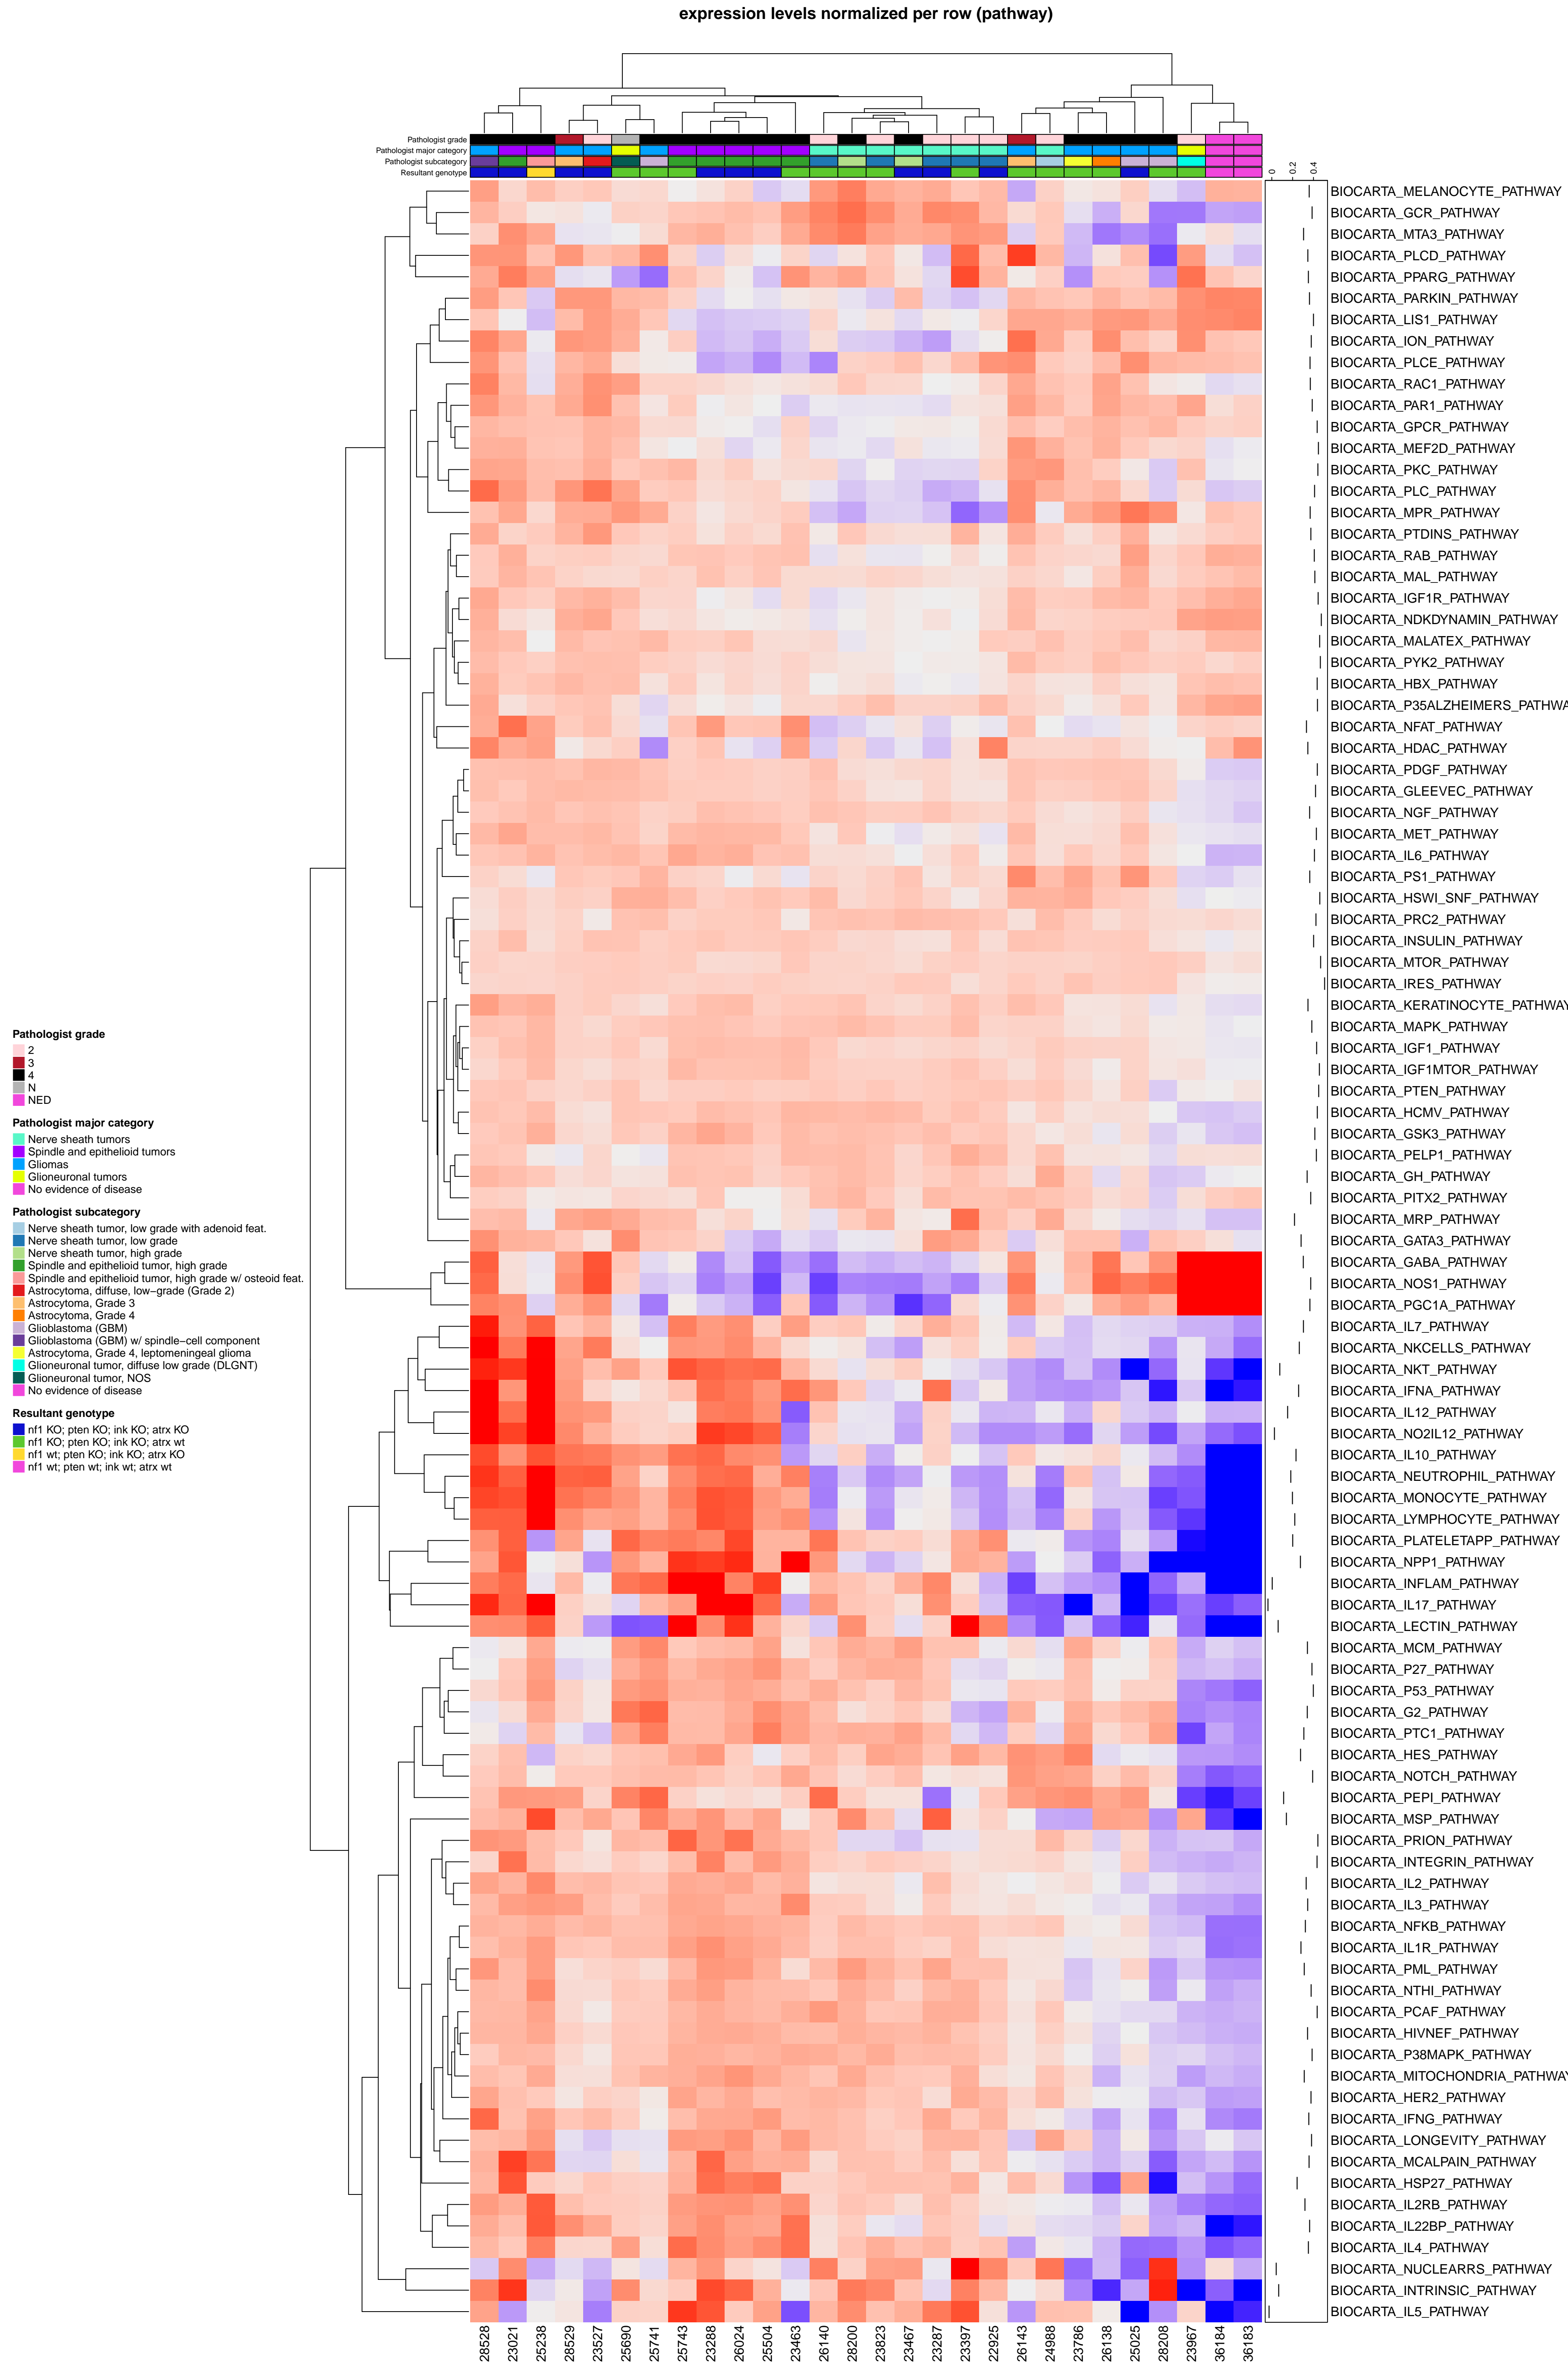 expression levels normalized per row (pathway)
Pathologist grade
Pathologist major category
Pathologist subcategory
Resultant genotype
0
0.2
0.4
BIOCARTA_MELANOCYTE_PATHWAY
BIOCARTA_GCR_PATHWAY
BIOCARTA_MTA3_PATHWAY
BIOCARTA_PLCD_PATHWAY
BIOCARTA_PPARG_PATHWAY
BIOCARTA_PARKIN_PATHWAY
BIOCARTA_LIS1_PATHWAY
BIOCARTA_ION_PATHWAY
BIOCARTA_PLCE_PATHWAY
BIOCARTA_RAC1_PATHWAY
BIOCARTA_PAR1_PATHWAY
BIOCARTA_GPCR_PATHWAY
BIOCARTA_MEF2D_PATHWAY
BIOCARTA_PKC_PATHWAY
BIOCARTA_PLC_PATHWAY
BIOCARTA_MPR_PATHWAY
BIOCARTA_PTDINS_PATHWAY
BIOCARTA_RAB_PATHWAY
BIOCARTA_MAL_PATHWAY
BIOCARTA_IGF1R_PATHWAY
BIOCARTA_NDKDYNAMIN_PATHWAY
BIOCARTA_MALATEX_PATHWAY
BIOCARTA_PYK2_PATHWAY
BIOCARTA_HBX_PATHWAY
BIOCARTA_P35ALZHEIMERS_PATHWA
BIOCARTA_NFAT_PATHWAY
BIOCARTA_HDAC_PATHWAY
BIOCARTA_PDGF_PATHWAY
BIOCARTA_GLEEVEC_PATHWAY
BIOCARTA_NGF_PATHWAY
BIOCARTA_MET_PATHWAY
BIOCARTA_IL6_PATHWAY
BIOCARTA_PS1_PATHWAY
BIOCARTA_HSWI_SNF_PATHWAY
BIOCARTA_PRC2_PATHWAY
BIOCARTA_INSULIN_PATHWAY
BIOCARTA_MTOR_PATHWAY
BIOCARTA_IRES_PATHWAY
BIOCARTA_KERATINOCYTE_PATHWAY
BIOCARTA_MAPK_PATHWAY
BIOCARTA_IGF1_PATHWAY
BIOCARTA_IGF1MTOR_PATHWAY
BIOCARTA_PTEN_PATHWAY
BIOCARTA_HCMV_PATHWAY
BIOCARTA_GSK3_PATHWAY
BIOCARTA_PELP1_PATHWAY
BIOCARTA_GH_PATHWAY
BIOCARTA_PITX2_PATHWAY
BIOCARTA_MRP_PATHWAY
BIOCARTA_GATA3_PATHWAY
BIOCARTA_GABA_PATHWAY
BIOCARTA_NOS1_PATHWAY
BIOCARTA_PGC1A_PATHWAY
BIOCARTA_IL7_PATHWAY
BIOCARTA_NKCELLS_PATHWAY
BIOCARTA_NKT_PATHWAY
BIOCARTA_IFNA_PATHWAY
BIOCARTA_IL12_PATHWAY
BIOCARTA_NO2IL12_PATHWAY
BIOCARTA_IL10_PATHWAY
BIOCARTA_NEUTROPHIL_PATHWAY
BIOCARTA_MONOCYTE_PATHWAY
BIOCARTA_LYMPHOCYTE_PATHWAY
BIOCARTA_PLATELETAPP_PATHWAY
BIOCARTA_NPP1_PATHWAY
BIOCARTA_INFLAM_PATHWAY
BIOCARTA_IL17_PATHWAY
BIOCARTA_LECTIN_PATHWAY
BIOCARTA_MCM_PATHWAY
BIOCARTA_P27_PATHWAY
BIOCARTA_P53_PATHWAY
BIOCARTA_G2_PATHWAY
BIOCARTA_PTC1_PATHWAY
BIOCARTA_HES_PATHWAY
BIOCARTA_NOTCH_PATHWAY
BIOCARTA_PEPI_PATHWAY
BIOCARTA_MSP_PATHWAY
BIOCARTA_PRION_PATHWAY
BIOCARTA_INTEGRIN_PATHWAY
BIOCARTA_IL2_PATHWAY
BIOCARTA_IL3_PATHWAY
BIOCARTA_NFKB_PATHWAY
BIOCARTA_IL1R_PATHWAY
BIOCARTA_PML_PATHWAY
BIOCARTA_NTHI_PATHWAY
BIOCARTA_PCAF_PATHWAY
BIOCARTA_HIVNEF_PATHWAY
BIOCARTA_P38MAPK_PATHWAY
BIOCARTA_MITOCHONDRIA_PATHWAY
BIOCARTA_HER2_PATHWAY
BIOCARTA_IFNG_PATHWAY
BIOCARTA_LONGEVITY_PATHWAY
BIOCARTA_MCALPAIN_PATHWAY
BIOCARTA_HSP27_PATHWAY
BIOCARTA_IL2RB_PATHWAY
BIOCARTA_IL22BP_PATHWAY
BIOCARTA_IL4_PATHWAY
BIOCARTA_NUCLEARRS_PATHWAY
BIOCARTA_INTRINSIC_PATHWAY
BIOCARTA_IL5_PATHWAY
Pathologist grade
2
3
4
N
NED
Pathologist major category
Nerve sheath tumors
Spindle and epithelioid tumors
Gliomas
Glioneuronal tumors
No evidence of disease
Pathologist subcategory
Nerve sheath tumor, low grade with adenoid feat.
Nerve sheath tumor, low grade
Nerve sheath tumor, high grade
Spindle and epithelioid tumor, high grade
Spindle and epithelioid tumor, high grade w/ osteoid feat.
Astrocytoma, diffuse, low−grade (Grade 2)
Astrocytoma, Grade 3
Astrocytoma, Grade 4
Glioblastoma (GBM)
Glioblastoma (GBM) w/ spindle−cell component
Astrocytoma, Grade 4, leptomeningeal glioma
Glioneuronal tumor, diffuse low grade (DLGNT)
Glioneuronal tumor, NOS
No evidence of disease
Resultant genotype
nf1 KO; pten KO; ink KO; atrx KO
nf1 KO; pten KO; ink KO; atrx wt
nf1 wt; pten KO; ink KO; atrx KO
nf1 wt; pten wt; ink wt; atrx wt
28528
23021
25238
28529
23527
25690
25741
25743
23288
26024
25504
23463
26140
28200
23823
23467
23287
23397
22925
26143
24988
23786
26138
25025
28208
23967
36184
36183